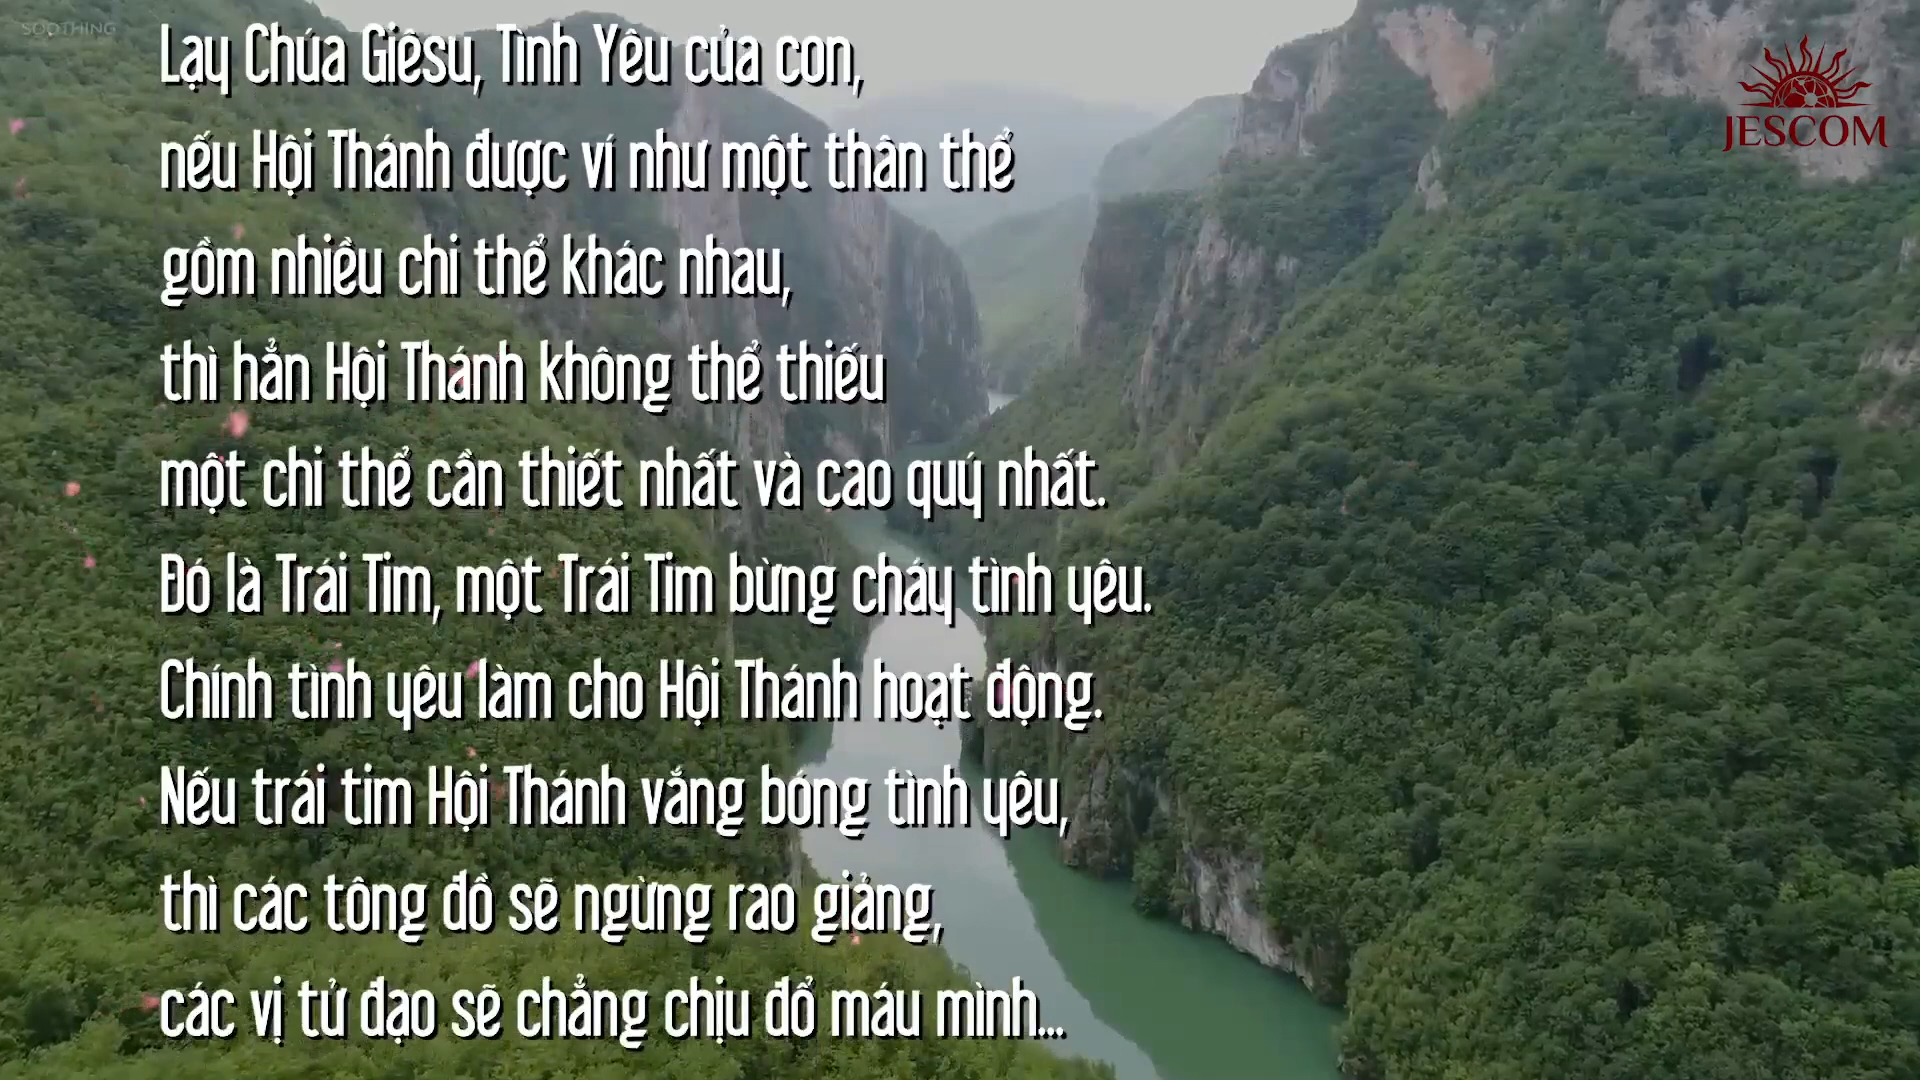 SOOTHING
Lạy Chúa Giêsu, Tình Yêu của con,
nếu Hội Thánh được ví như một thân thể
gồm nhiều chi thể khác nhau,
thì hẳn Hội Thánh không thể thiếu
một chi thể cần thiết nhất và cao quý nhất.
Đó là Trái Tim, một Trái Tim bừng cháy tình yêu.
Chính tình yêu làm cho Hội Thánh hoạt động.
Nếu trái tim Hội Thánh vắng bóng tình yêu,
thì các tông đồ sẽ ngừng rao giảng,
các vị tử đạo sẽ chẳng chịu đổ máu mình...
JESCOM